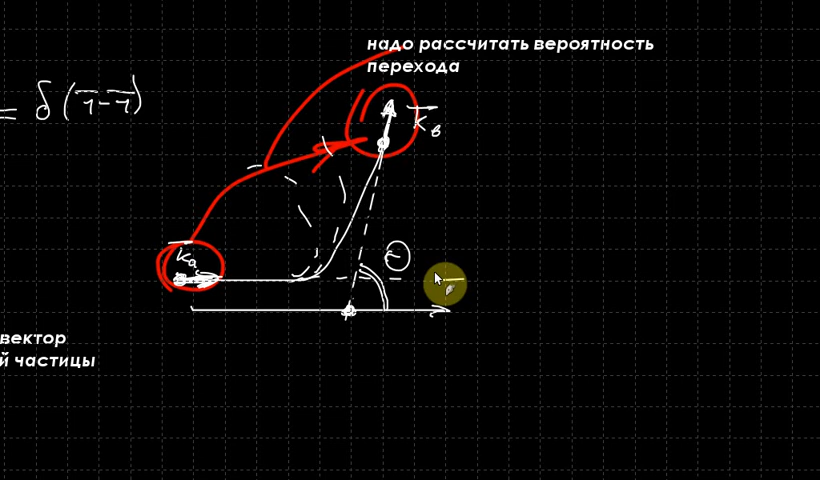 надо рассчитать вероятность
перехода
= δ(r̄-r̄)
k̄в
k̄a
Θ
вектор
й частицы